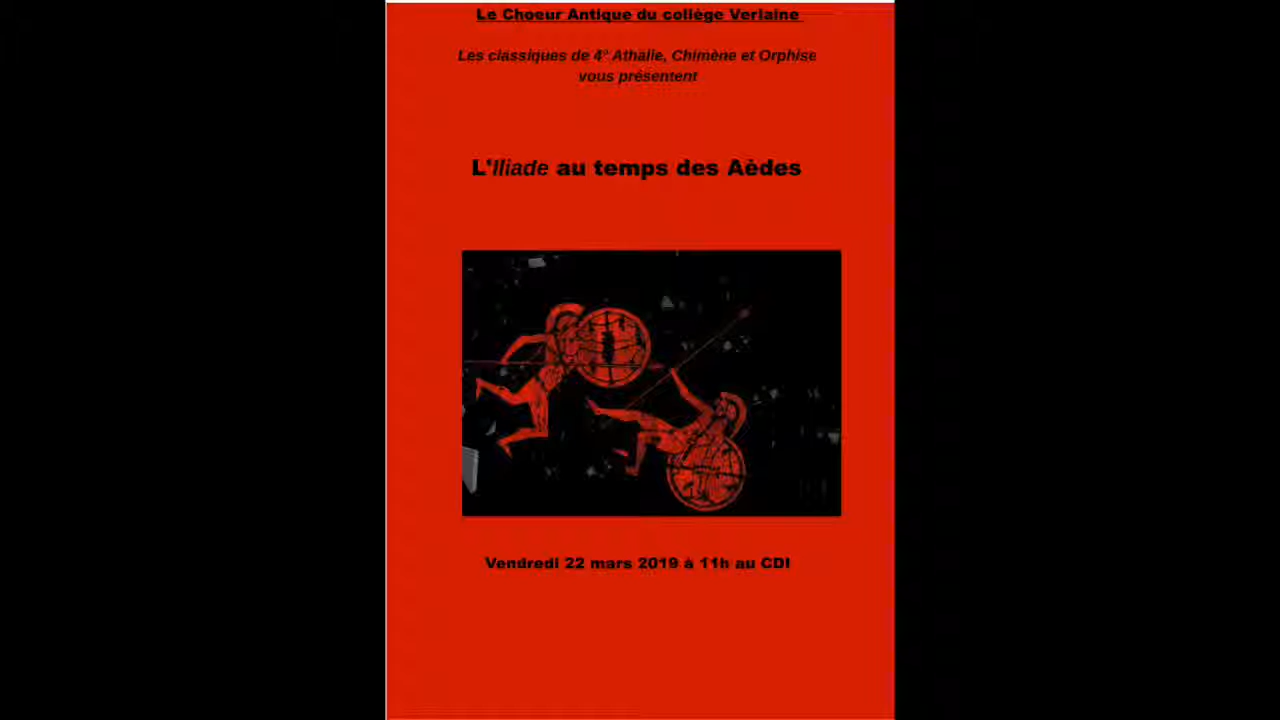 Le Choeur Antique du collège Verlaine
Les classiques de 4° Athalie, Chimène et Orphise
vous présentent
L'Iliade au temps des Aèdes
Vendredi 22 mars 2019 à 11h au CDI